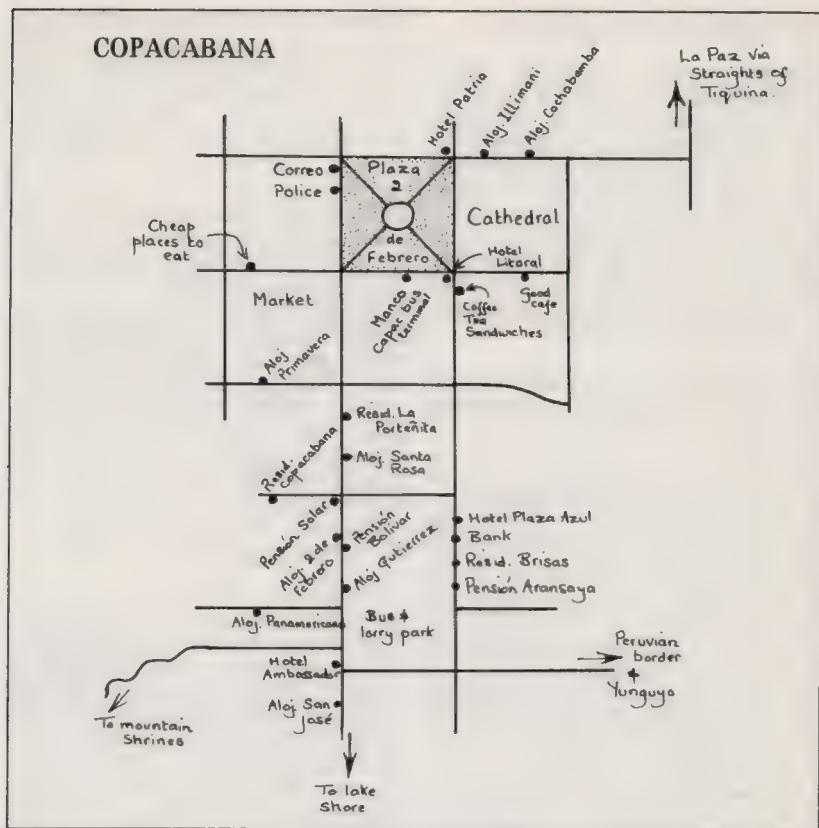 COPACABANA
La Paz Via
Straights of
Tiquina.
Hotel Patria
Aloj. Illimani
Aloj. Cochabamba
Correo
Police
Plaza
2
de
Febrero
Cathedral
Cheap
places to
eat
Hotel
Litoral
Market
Manco
Capac bus
terminal
Coffee
Tea
Sandwiches
Good
cafe
Aloj
Primavera
Resid. La
Porteñita
Aloj. Santa
Rosa
Resid.
Copacabana
Pensión Solar
Aloj. 2 de
Febrero
Pensión
Bolivar
Aloj Gutierrez
Hotel Plaza Azul
Bank
Resid. Brisas
Pensión Aransaya
Aloj. Panamericano
Bus &
lorry park
Hotel
Ambassador
Peruvian
border
Yunguyo
Aloj. San
José
To mountain
Shrines
To lake
Shore